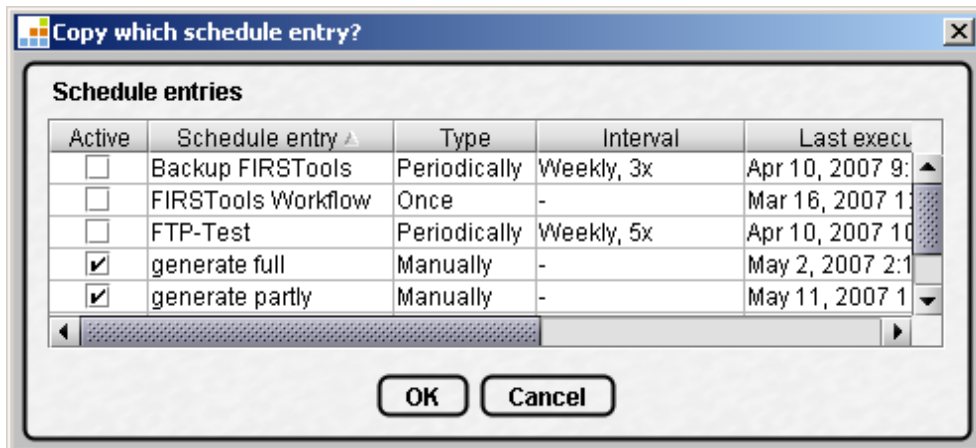 Copy which schedule entry?
Schedule entries
Active Schedule entry Type Interval Last execu
Backup FIRSTools Periodically Weekly, 3x Apr 10, 2007 9:
FIRSTools Workflow Once - Mar 16, 2007 1
FTP-Test Periodically Weekly, 5x Apr 10, 2007 10
generate full Manually - May 2, 2007 2:1
generate partly Manually - May 11, 2007 1
OK Cancel